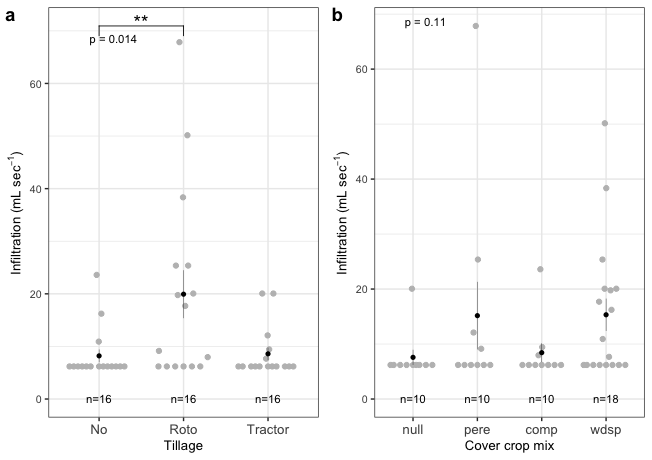 a
**
p = 0.014
Infiltration (mL sec⁻¹)
60
40
20
0
n=16 n=16 n=16
No Roto Tractor
Tillage
b
p = 0.11
Infiltration (mL sec⁻¹)
60
40
20
0
n=10 n=10 n=10 n=18
null pere comp wdsp
Cover crop mix